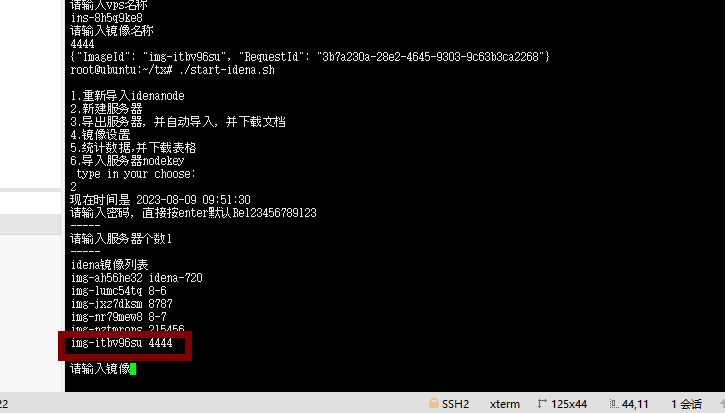 请输入vps名称
ins-8h5q9ke8
请输入镜像名称
4444
{"ImageId": "img-itbv96su", "RequestId": "3b7a230a-28e2-4645-9303-9c63b3ca2268"}
root@ubuntu:~/tx# ./start-idena.sh
1.重新导入idenanode
2.新建服务器
3.导出服务器, 并自动导入, 并下载文档
4.镜像设置
5.统计数据,并下载表格
6.导入服务器nodekey
type in your choose:
2
现在时间是 2023-08-09 09:51:30
请输入密码, 直接按enter默认Be123456789123
-----
请输入服务器个数1
-----
idena镜像列表
img-ah56he32 idena-720
img-lumc54tq 8-6
img-jxz7dksm 8787
img-nr79mew8 8-7
215456
img-itbv96su 4444
请输入镜像
22
SSH2
xterm
125x44
44,11
1 会话